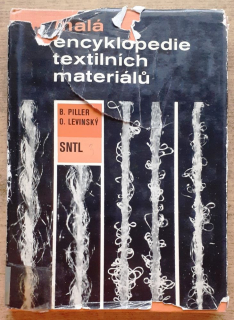 malá
encyklopedie
textilních
materiálů
B. PILLER
O. LEVINSKÝ
SNTL